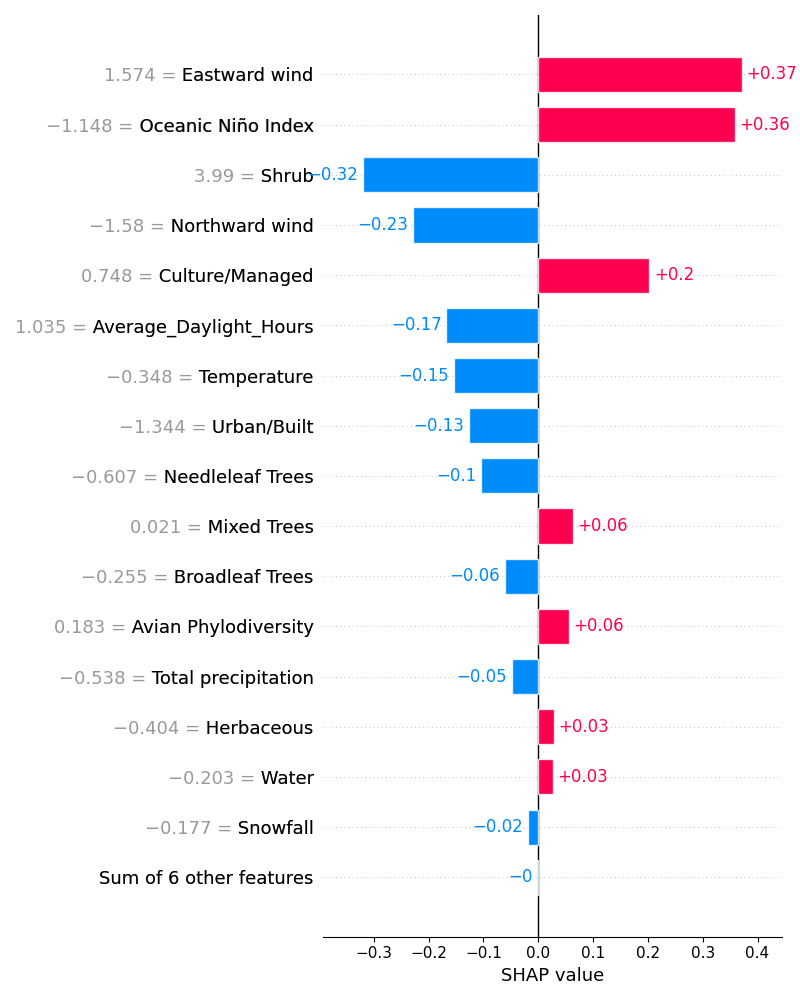 1.574 = Eastward wind +0.37
−1.148 = Oceanic Niño Index +0.36
3.99 = Shrub −0.32
−1.58 = Northward wind −0.23
0.748 = Culture/Managed +0.2
1.035 = Average_Daylight_Hours −0.17
−0.348 = Temperature −0.15
−1.344 = Urban/Built −0.13
−0.607 = Needleleaf Trees −0.1
0.021 = Mixed Trees +0.06
−0.255 = Broadleaf Trees −0.06
0.183 = Avian Phylodiversity +0.06
−0.538 = Total precipitation −0.05
−0.404 = Herbaceous +0.03
−0.203 = Water +0.03
−0.177 = Snowfall −0.02
Sum of 6 other features −0
−0.3 −0.2 −0.1 0.0 0.1 0.2 0.3 0.4
SHAP value